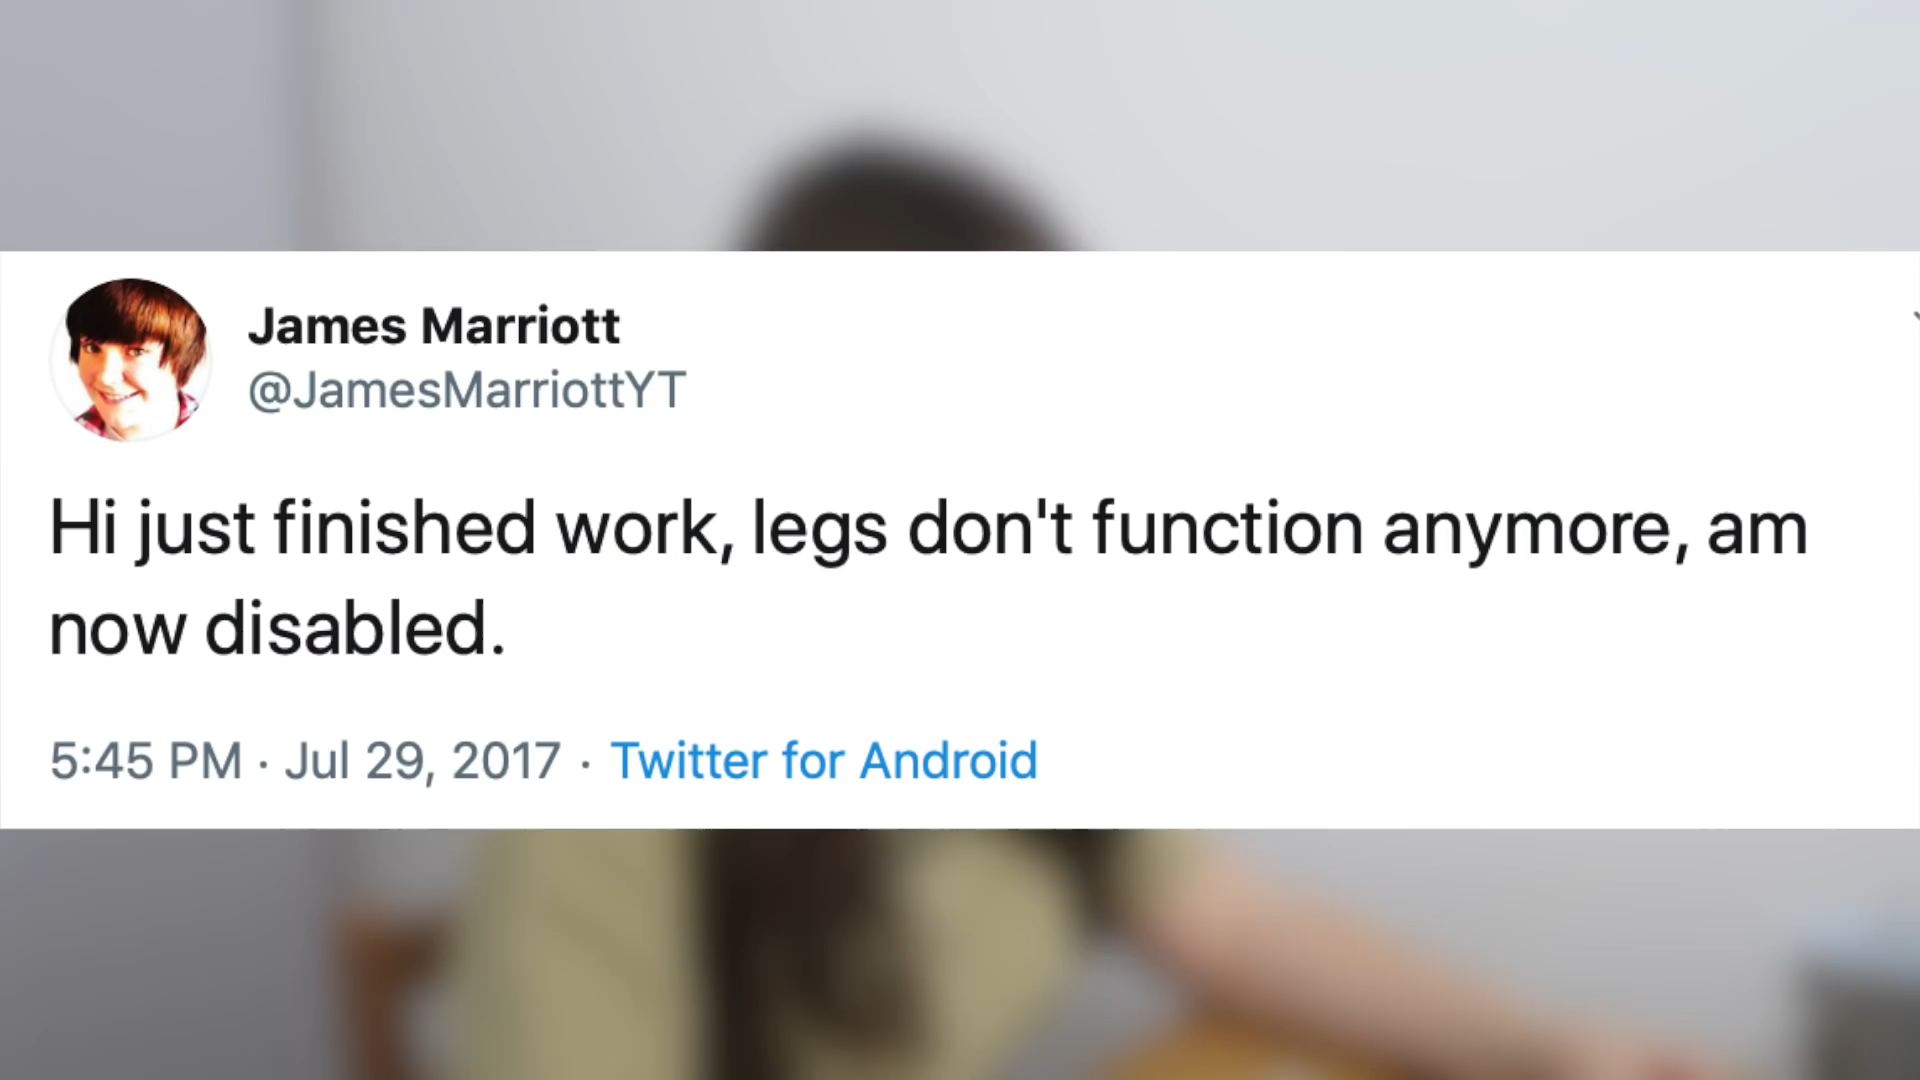 James Marriott
@JamesMarriottYT
Hi just finished work, legs don't function anymore, am
now disabled.
5:45 PM · Jul 29, 2017 · Twitter for Android